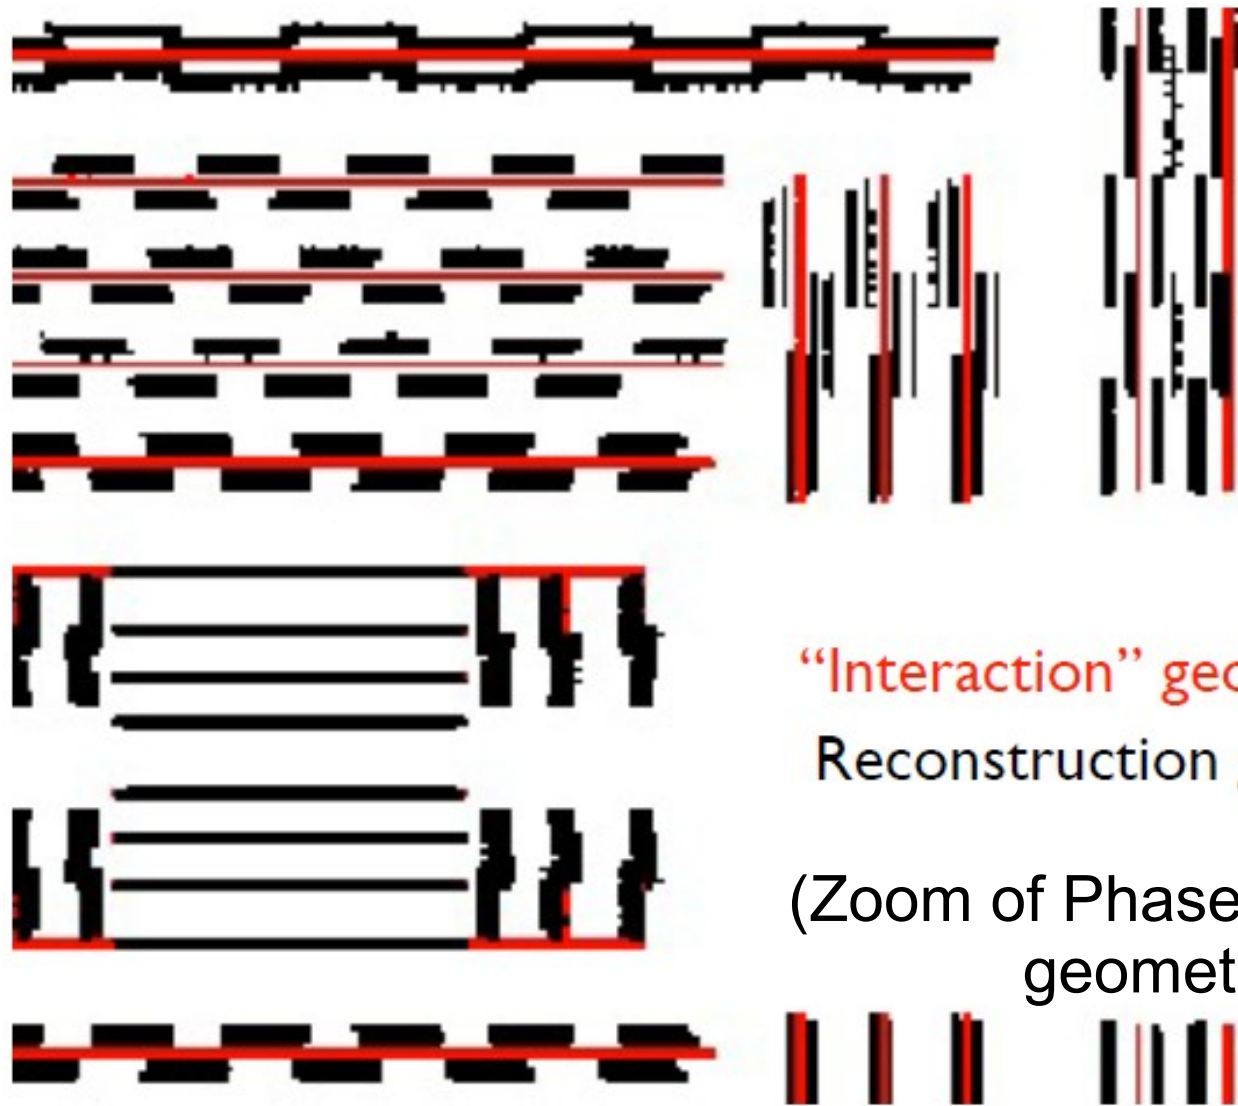 “Interaction” geo
Reconstruction
(Zoom of Phase
geomet